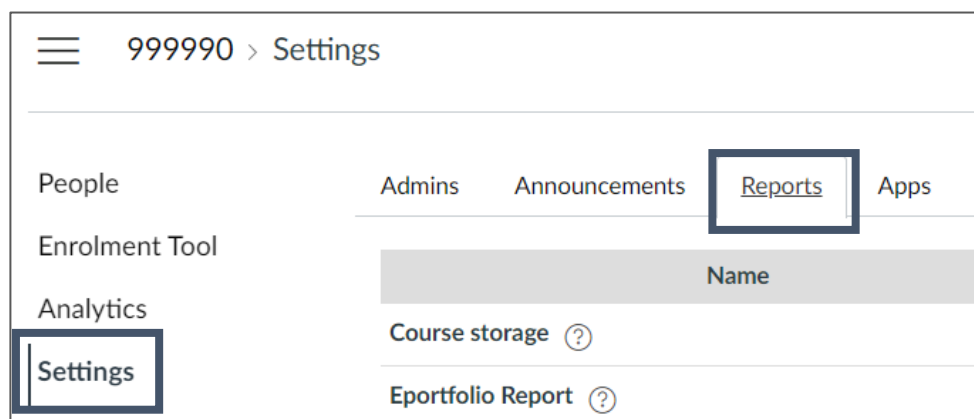 999990 > Settings
People
Enrolment Tool
Analytics
Settings
Admins Announcements Reports Apps
Name
Course storage ?
Eportfolio Report ?